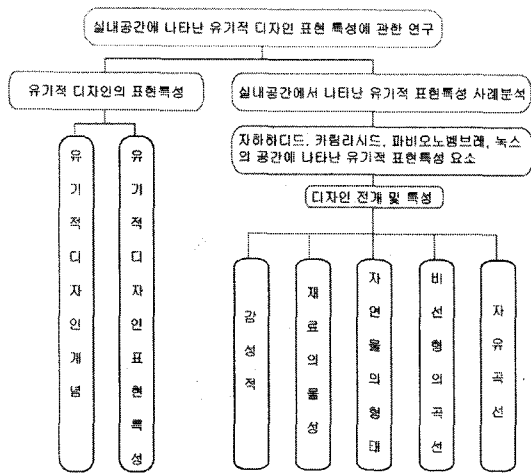 실내공간에 나타난 유기적 디자인 표현 특성에 관한 연구
유기적 디자인의 표현특성
실내공간에서 나타난 유기적 표현특성 사례분석
자하하디드, 카림라시드, 파비오노벰브레, 녹스
의 공간에 나타난 유기적 표현특성 요소
디자인 전개 및 특성
유기적디자인개념
유기적디자인표현특성
감성적
재료의물성
자연물의형태
비선형의곡선
자유곡선